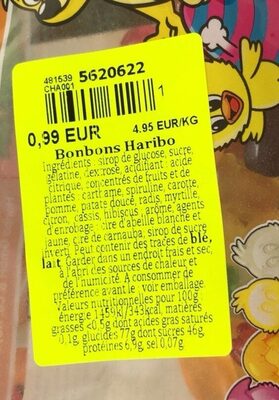 481539 5620622
CHA001
1
0,99 EUR 4.95 EUR/KG
Bonbons Haribo
Ingrédients : sirop de glucose, sucre,
gélatine, dextrose, acidifiant : acide
citrique, concentrés de fruits et de
plantes : cartname, spiruline, carotte,
pomme, patate douce, radis, myrtille,
citron, cassis, hibiscus, arôme, agents
d'enrobage : cire d'abeille blanche et
jaune, cire de carnauba, sirop de sucre
inverti. Peut contenir des traces de blé,
lait. Garder dans un endroit frais et sec,
à l'abri des sources de chaleur et
de l'humicité. A consommer de
préférence avant le : voir emballage.
Valeurs nutritionnelles pour 100g :
énergie 1459kJ/343kcal, matières
grasses <0,5g dont acides gras saturés
0,1g, glucides 77g dont sucres 46g,
protéines 6,9g, sel 0,07g.